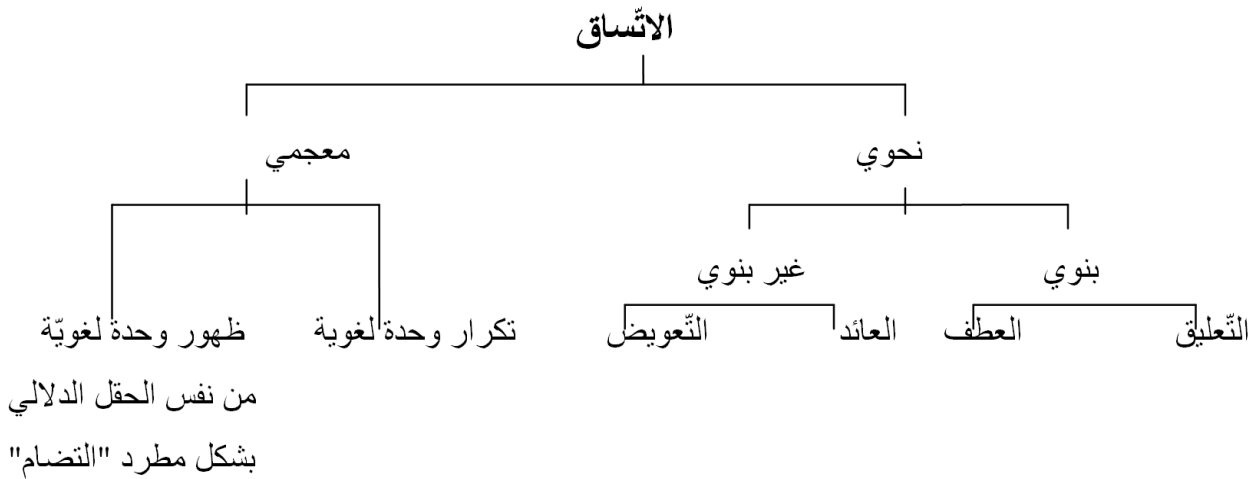 الاتّساق
نحوي
معجمي
بنوي
غير بنوي
التّعليق
العطف
العائد
التّعويض
تكرار وحدة لغوية
ظهور وحدة لغويّة
من نفس الحقل الدلالي
بشكل مطرد "التضام"